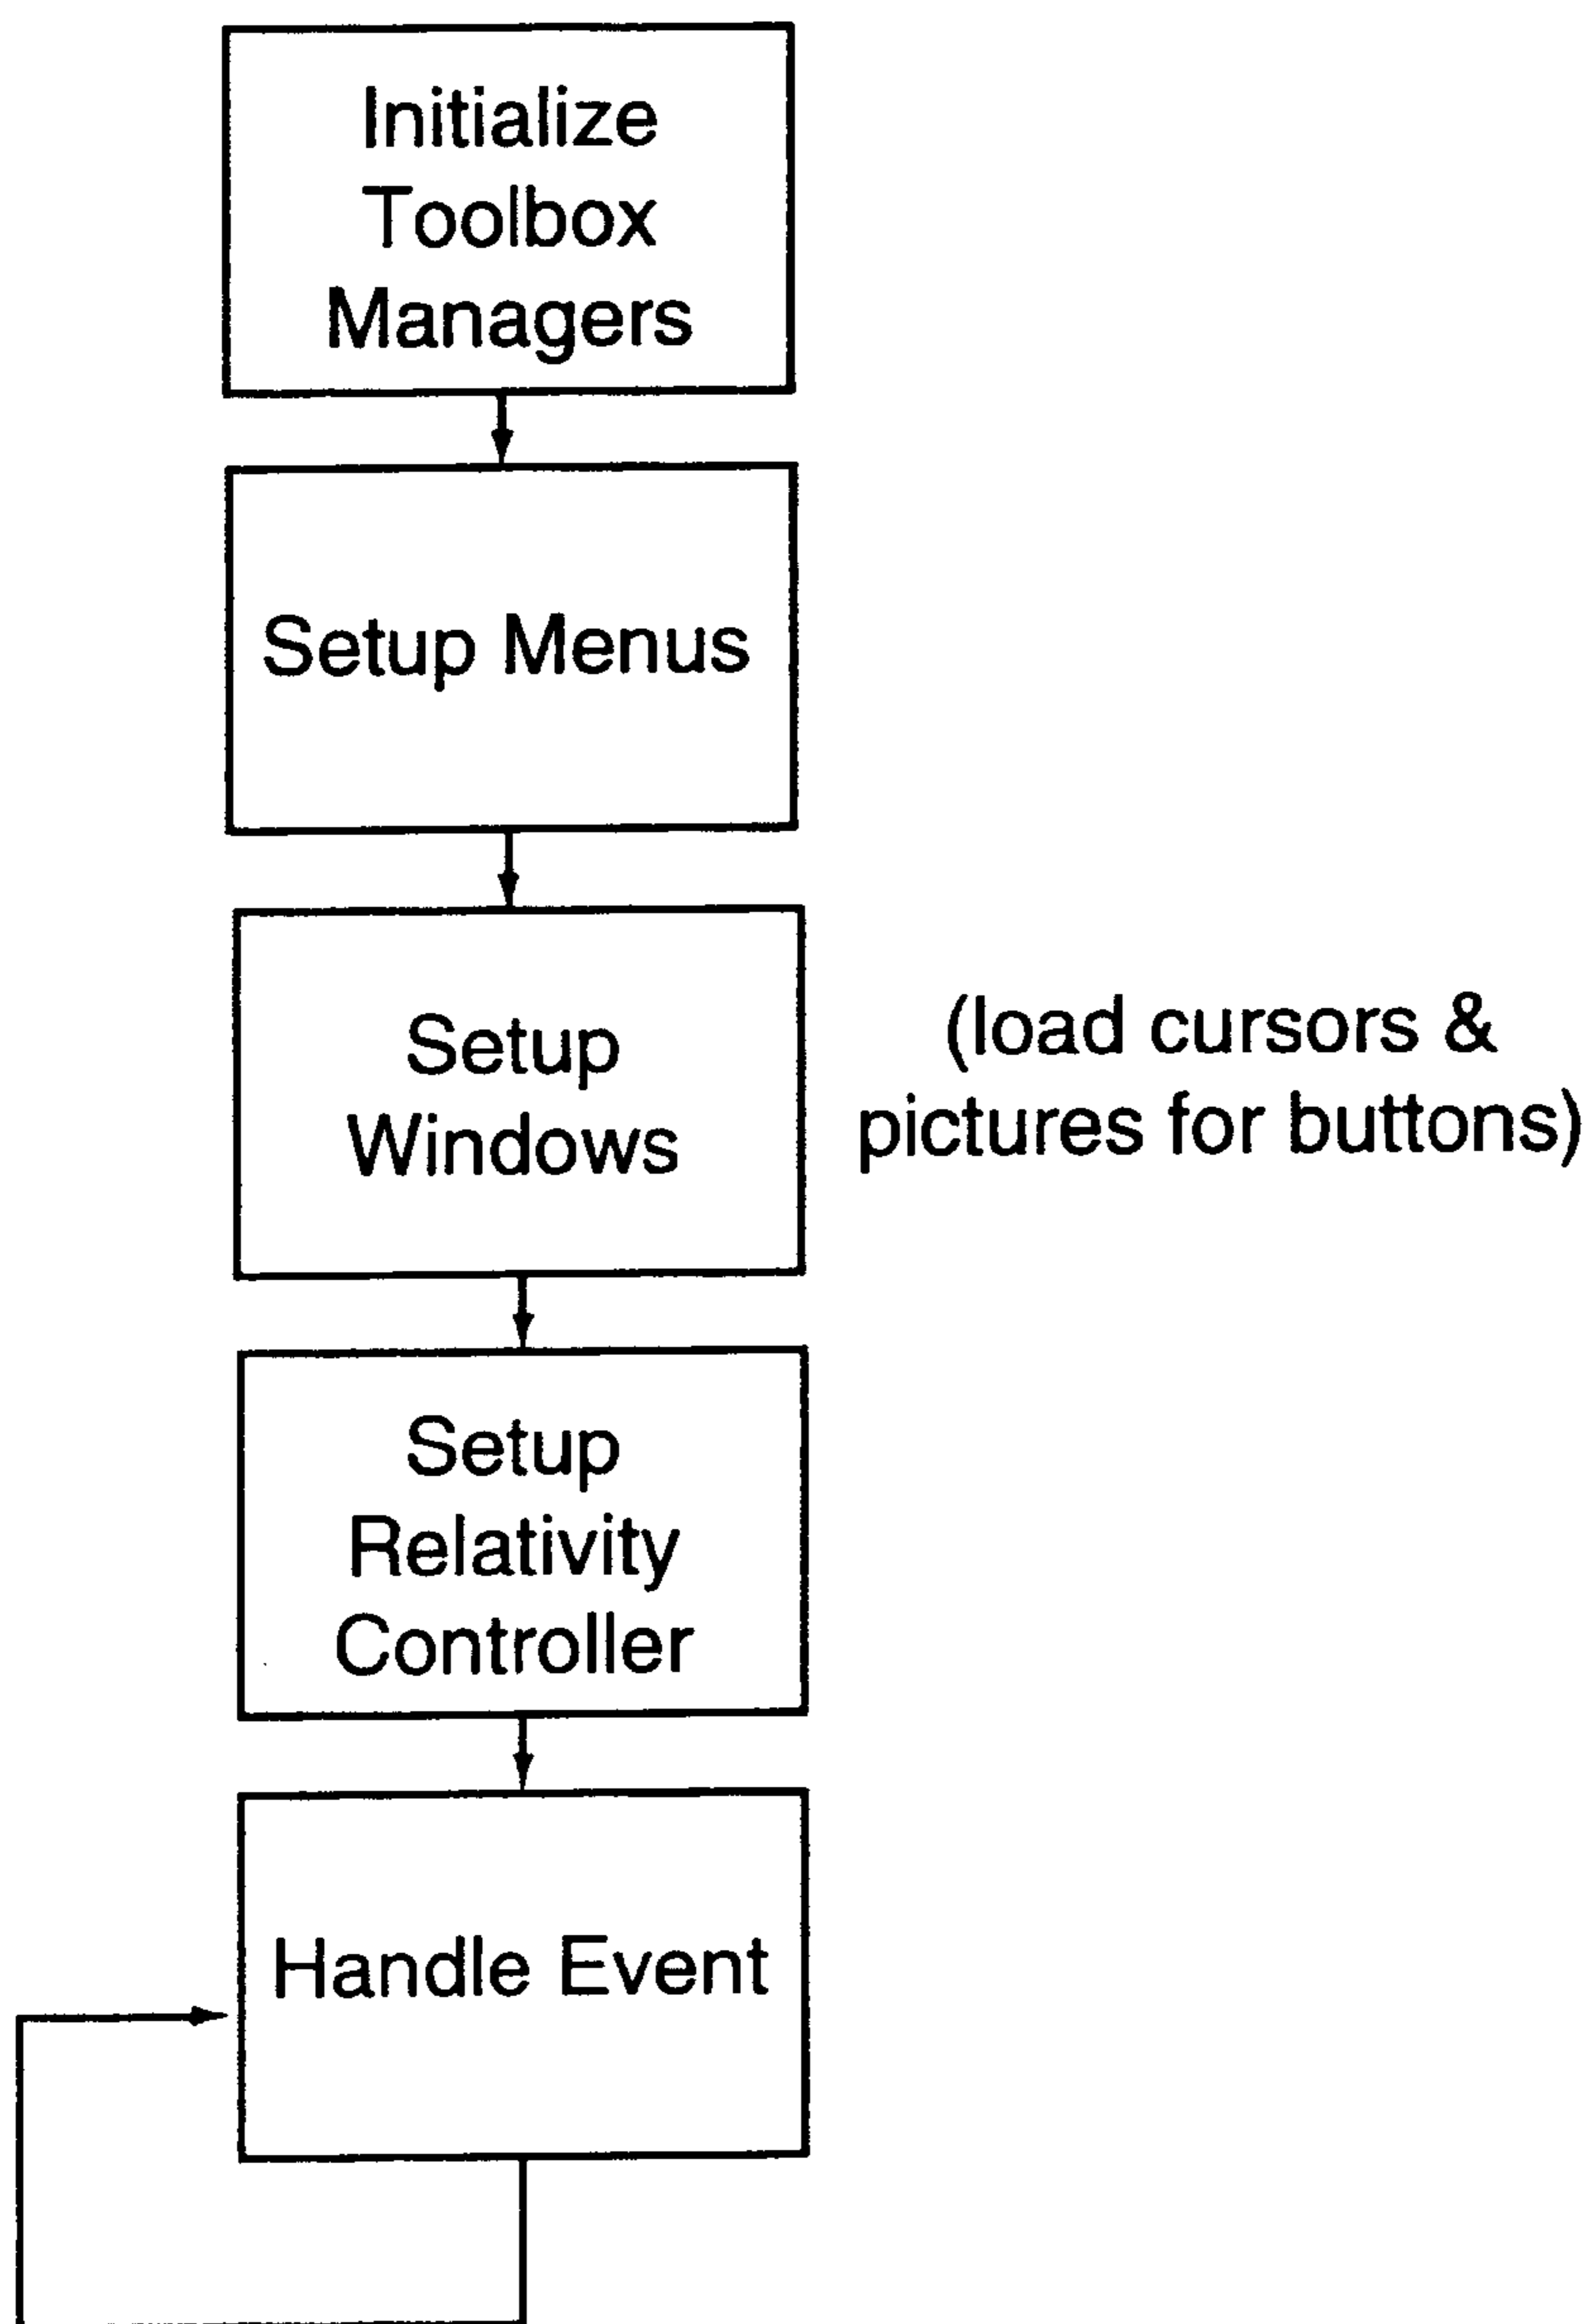 Initialize
Toolbox
Managers
Setup Menus
Setup
Windows
(load cursors &
pictures for buttons)
Setup
Relativity
Controller
Handle Event